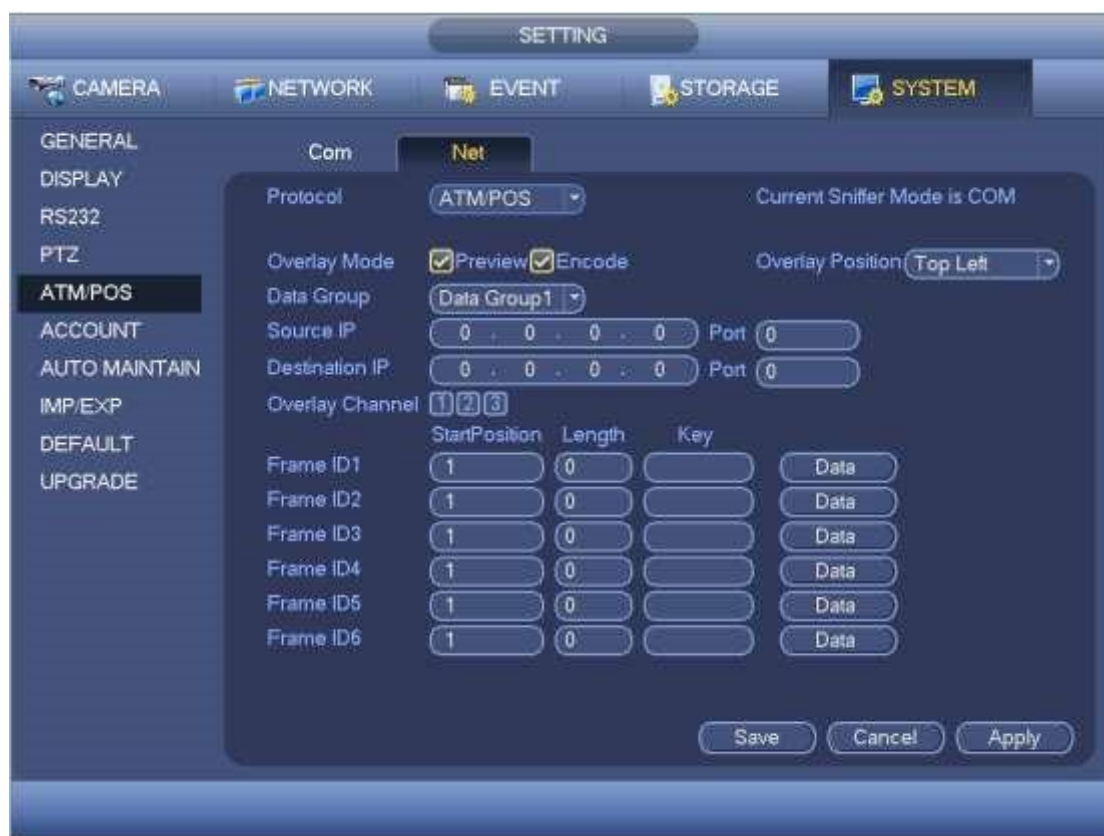 SETTING
CAMERA NETWORK EVENT STORAGE SYSTEM
GENERAL
DISPLAY
RS232
PTZ
ATM/POS
ACCOUNT
AUTO MAINTAIN
IMP/EXP
DEFAULT
UPGRADE
Com Net
Protocol ATM/POS Current Sniffer Mode is COM
Overlay Mode Preview Encode Overlay Position Top Left
Data Group Data Group1
Source IP 0 . 0 . 0 . 0 Port 0
Destination IP 0 . 0 . 0 . 0 Port 0
Overlay Channel 1 2 3
StartPosition Length Key
Frame ID1 1 0 Data
Frame ID2 1 0 Data
Frame ID3 1 0 Data
Frame ID4 1 0 Data
Frame ID5 1 0 Data
Frame ID6 1 0 Data
Save Cancel Apply